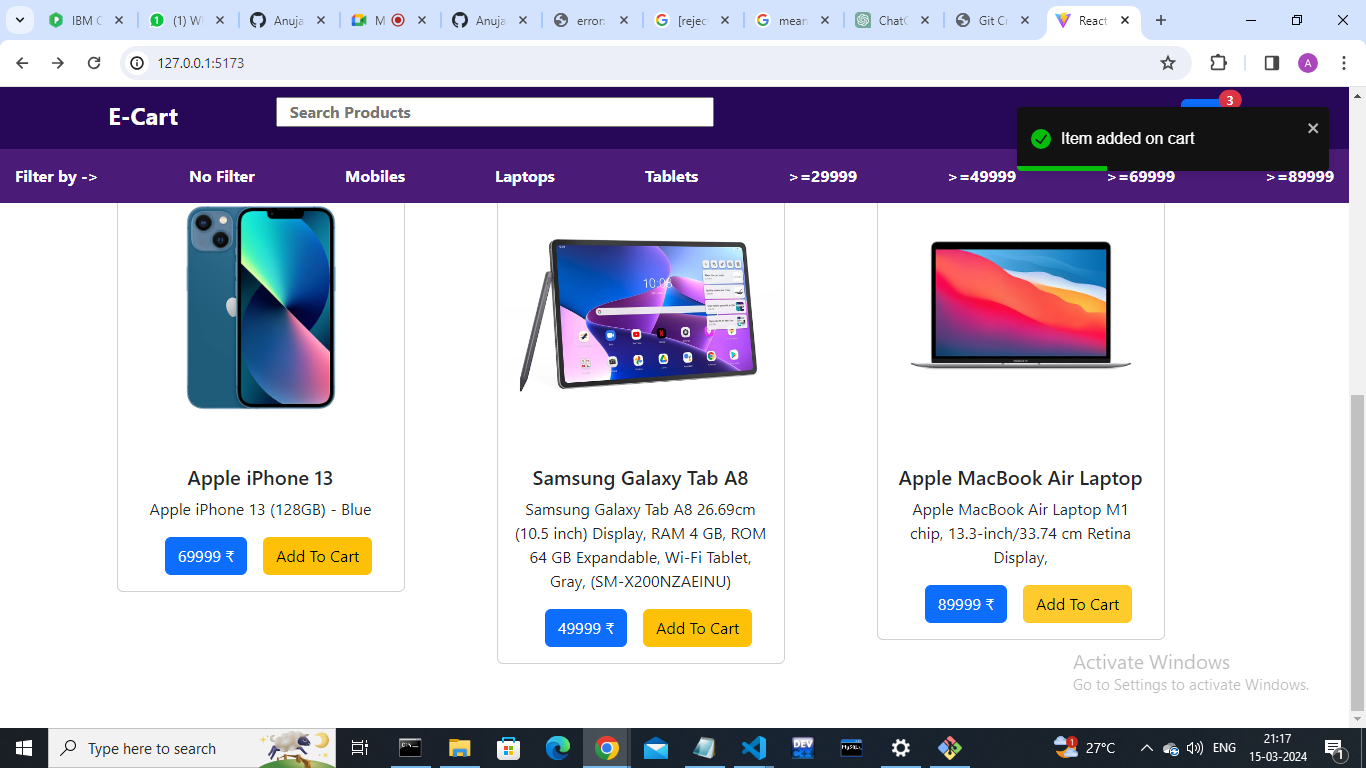 IBM C
(1) W
Anuja
M
Anuja
error:
[reject
mean
ChatG
Git Cr
React
127.0.0.1:5173
A
E-Cart
Search Products
3
Item added on cart
Filter by -> No Filter Mobiles Laptops Tablets >=29999 >=49999 >=69999 >=89999
Apple iPhone 13
Apple iPhone 13 (128GB) - Blue
69999 ₹ Add To Cart
Samsung Galaxy Tab A8
Samsung Galaxy Tab A8 26.69cm
(10.5 inch) Display, RAM 4 GB, ROM
64 GB Expandable, Wi-Fi Tablet,
Gray, (SM-X200NZAEINU)
49999 ₹ Add To Cart
Apple MacBook Air Laptop
Apple MacBook Air Laptop M1
chip, 13.3-inch/33.74 cm Retina
Display,
89999 ₹ Add To Cart
Activate Windows
Go to Settings to activate Windows.
Type here to search
DEV
MySQL
1
27°C
ENG
21:17
15-03-2024
1